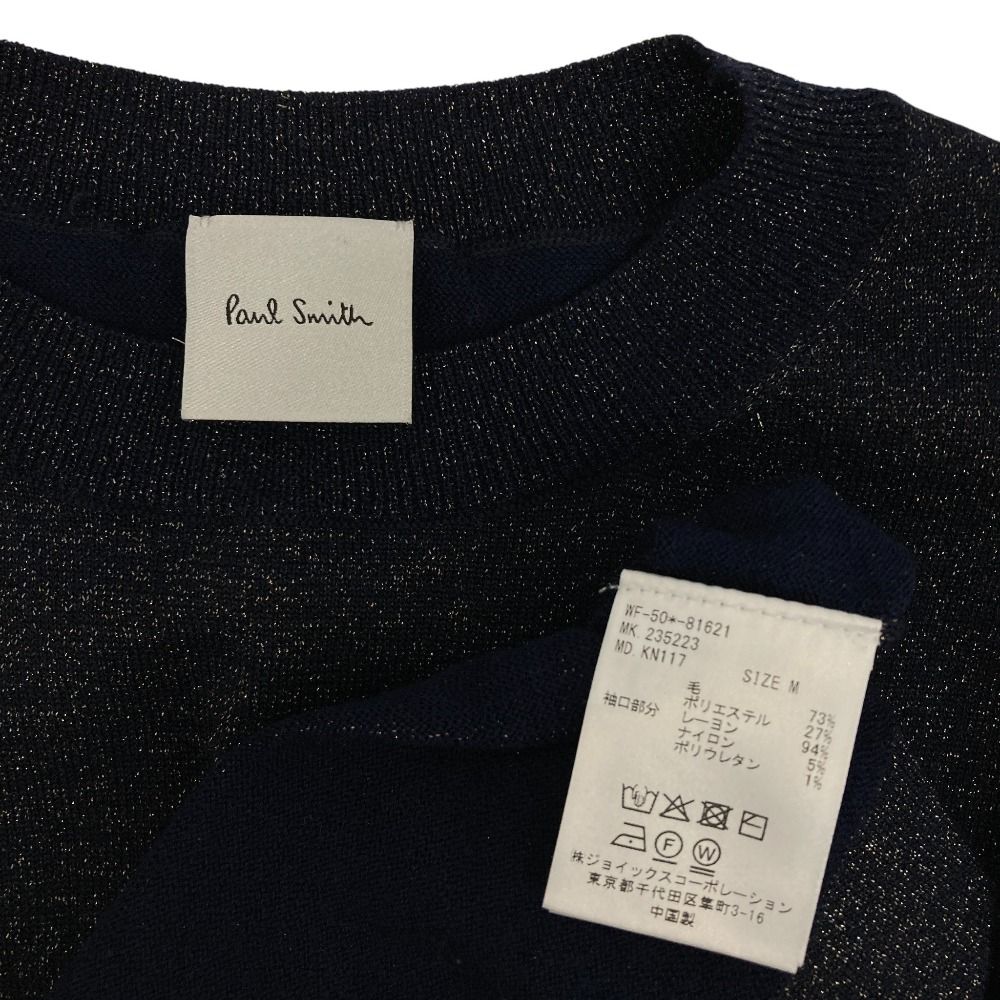 Paul Smith
WF-50*-81621
MK. 235223
MD. KN117
SIZE M
毛 73%
ポリエステル 27%
袖口部分 レーヨン 94%
ナイロン 5%
ポリウレタン 1%
F W
㈱ジョイックスコーポレーション
東京都千代田区隼町3-16
中国製